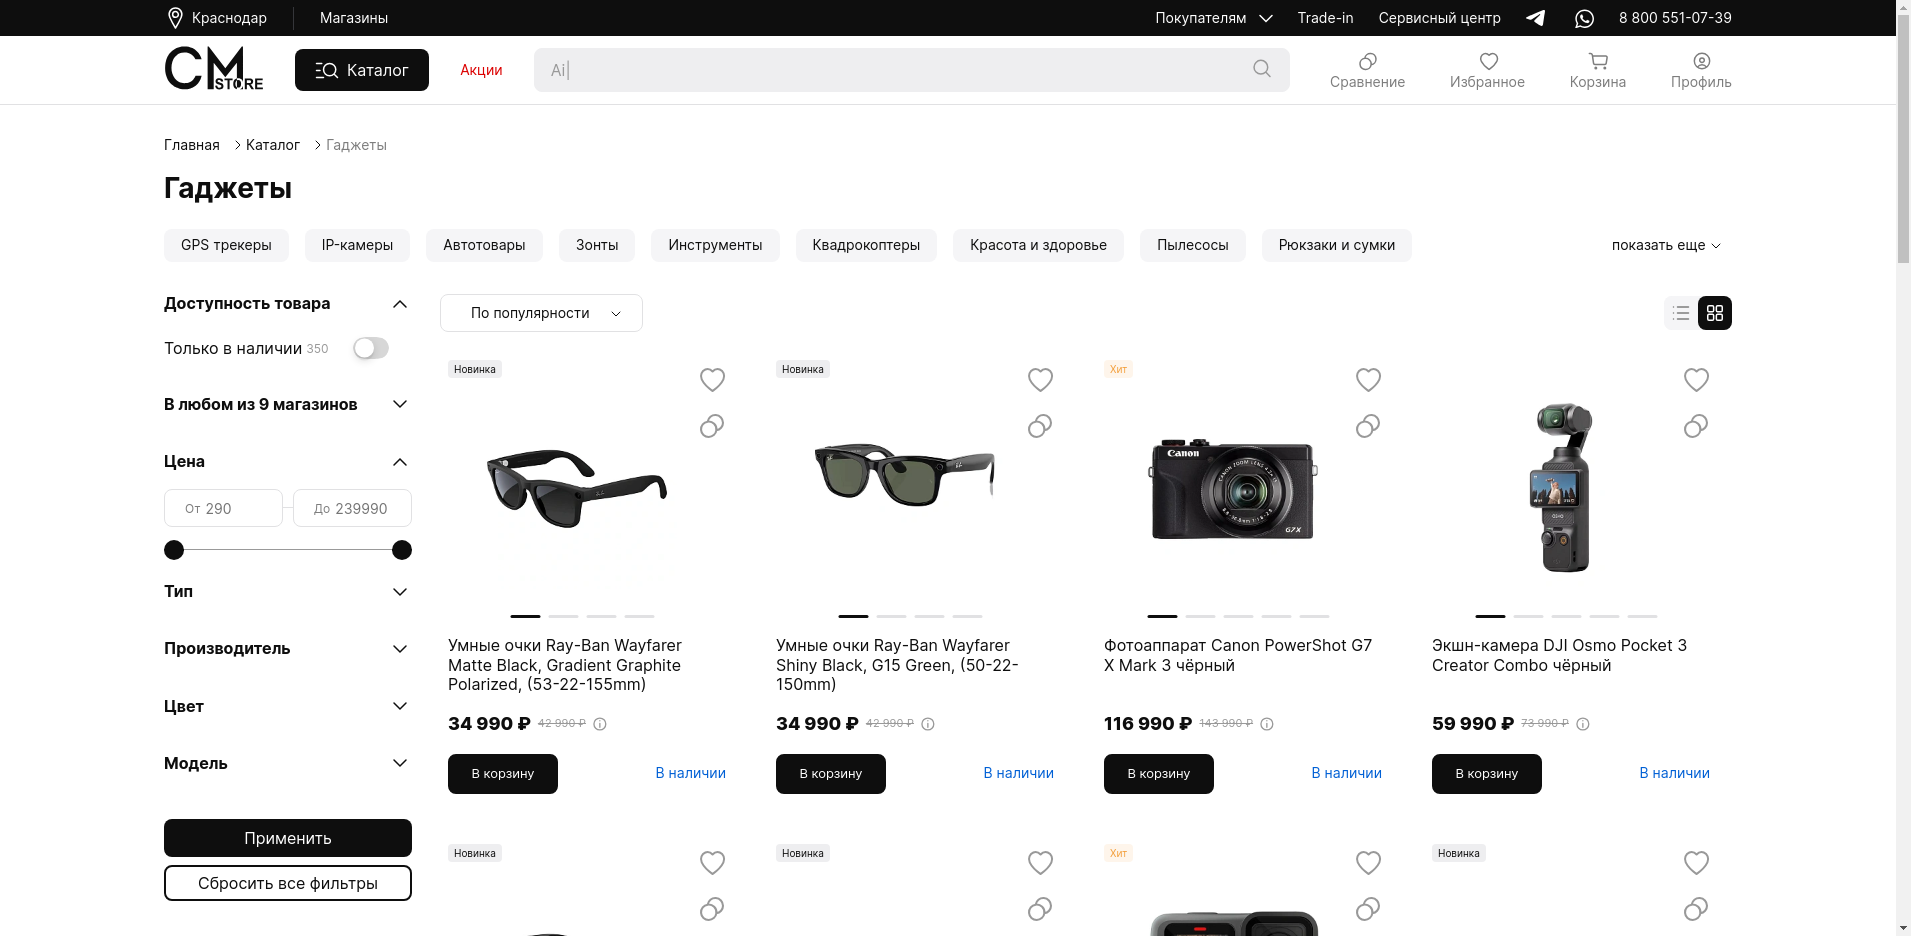 Краснодар
Магазины
Покупателям
Trade-in
Сервисный центр
8 800 551-07-39
CM STORE
Каталог
Акции
Ai|
Сравнение
Избранное
Корзина
Профиль
Главная
Каталог
Гаджеты
Гаджеты
GPS трекеры
IP-камеры
Автотовары
Зонты
Инструменты
Квадрокоптеры
Красота и здоровье
Пылесосы
Рюкзаки и сумки
показать еще
Доступность товара
Только в наличии 350
В любом из 9 магазинов
Цена
От 290
До 239990
Тип
Производитель
Цвет
Модель
Применить
Сбросить все фильтры
По популярности
Новинка
Умные очки Ray-Ban Wayfarer
Matte Black, Gradient Graphite
Polarized, (53-22-155mm)
34 990 ₽ 42 990 ₽
В корзину
В наличии
Новинка
Умные очки Ray-Ban Wayfarer
Shiny Black, G15 Green, (50-22-
150mm)
34 990 ₽ 42 990 ₽
В корзину
В наличии
Хит
Canon
G7X
Фотоаппарат Canon PowerShot G7
X Mark 3 чёрный
116 990 ₽ 143 990 ₽
В корзину
В наличии
Экшн-камера DJI Osmo Pocket 3
Creator Combo чёрный
59 990 ₽ 73 990 ₽
В корзину
В наличии
Новинка
Новинка
Хит
Новинка